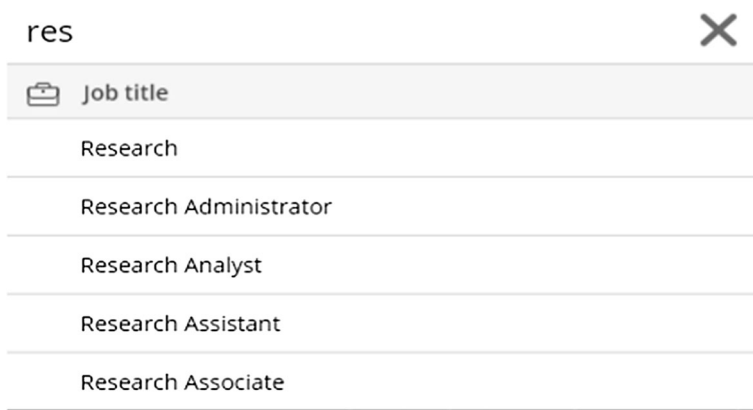 res
Job title
Research
Research Administrator
Research Analyst
Research Assistant
Research Associate